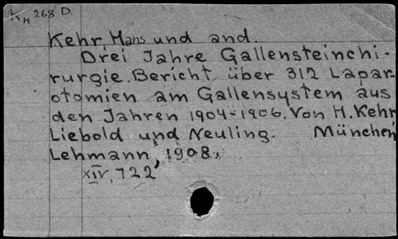 K H 268 D
Kehr, Hans und and.
Drei Jahre Gallensteinchi-
rurgie. Bericht über 312 Lapar-
otomien am Gallensystem aus
den Jahren 1904-1906. Von H. Kehr,
Liebold und Neuling. München,
Lehmann, 1908,
XIV, 722